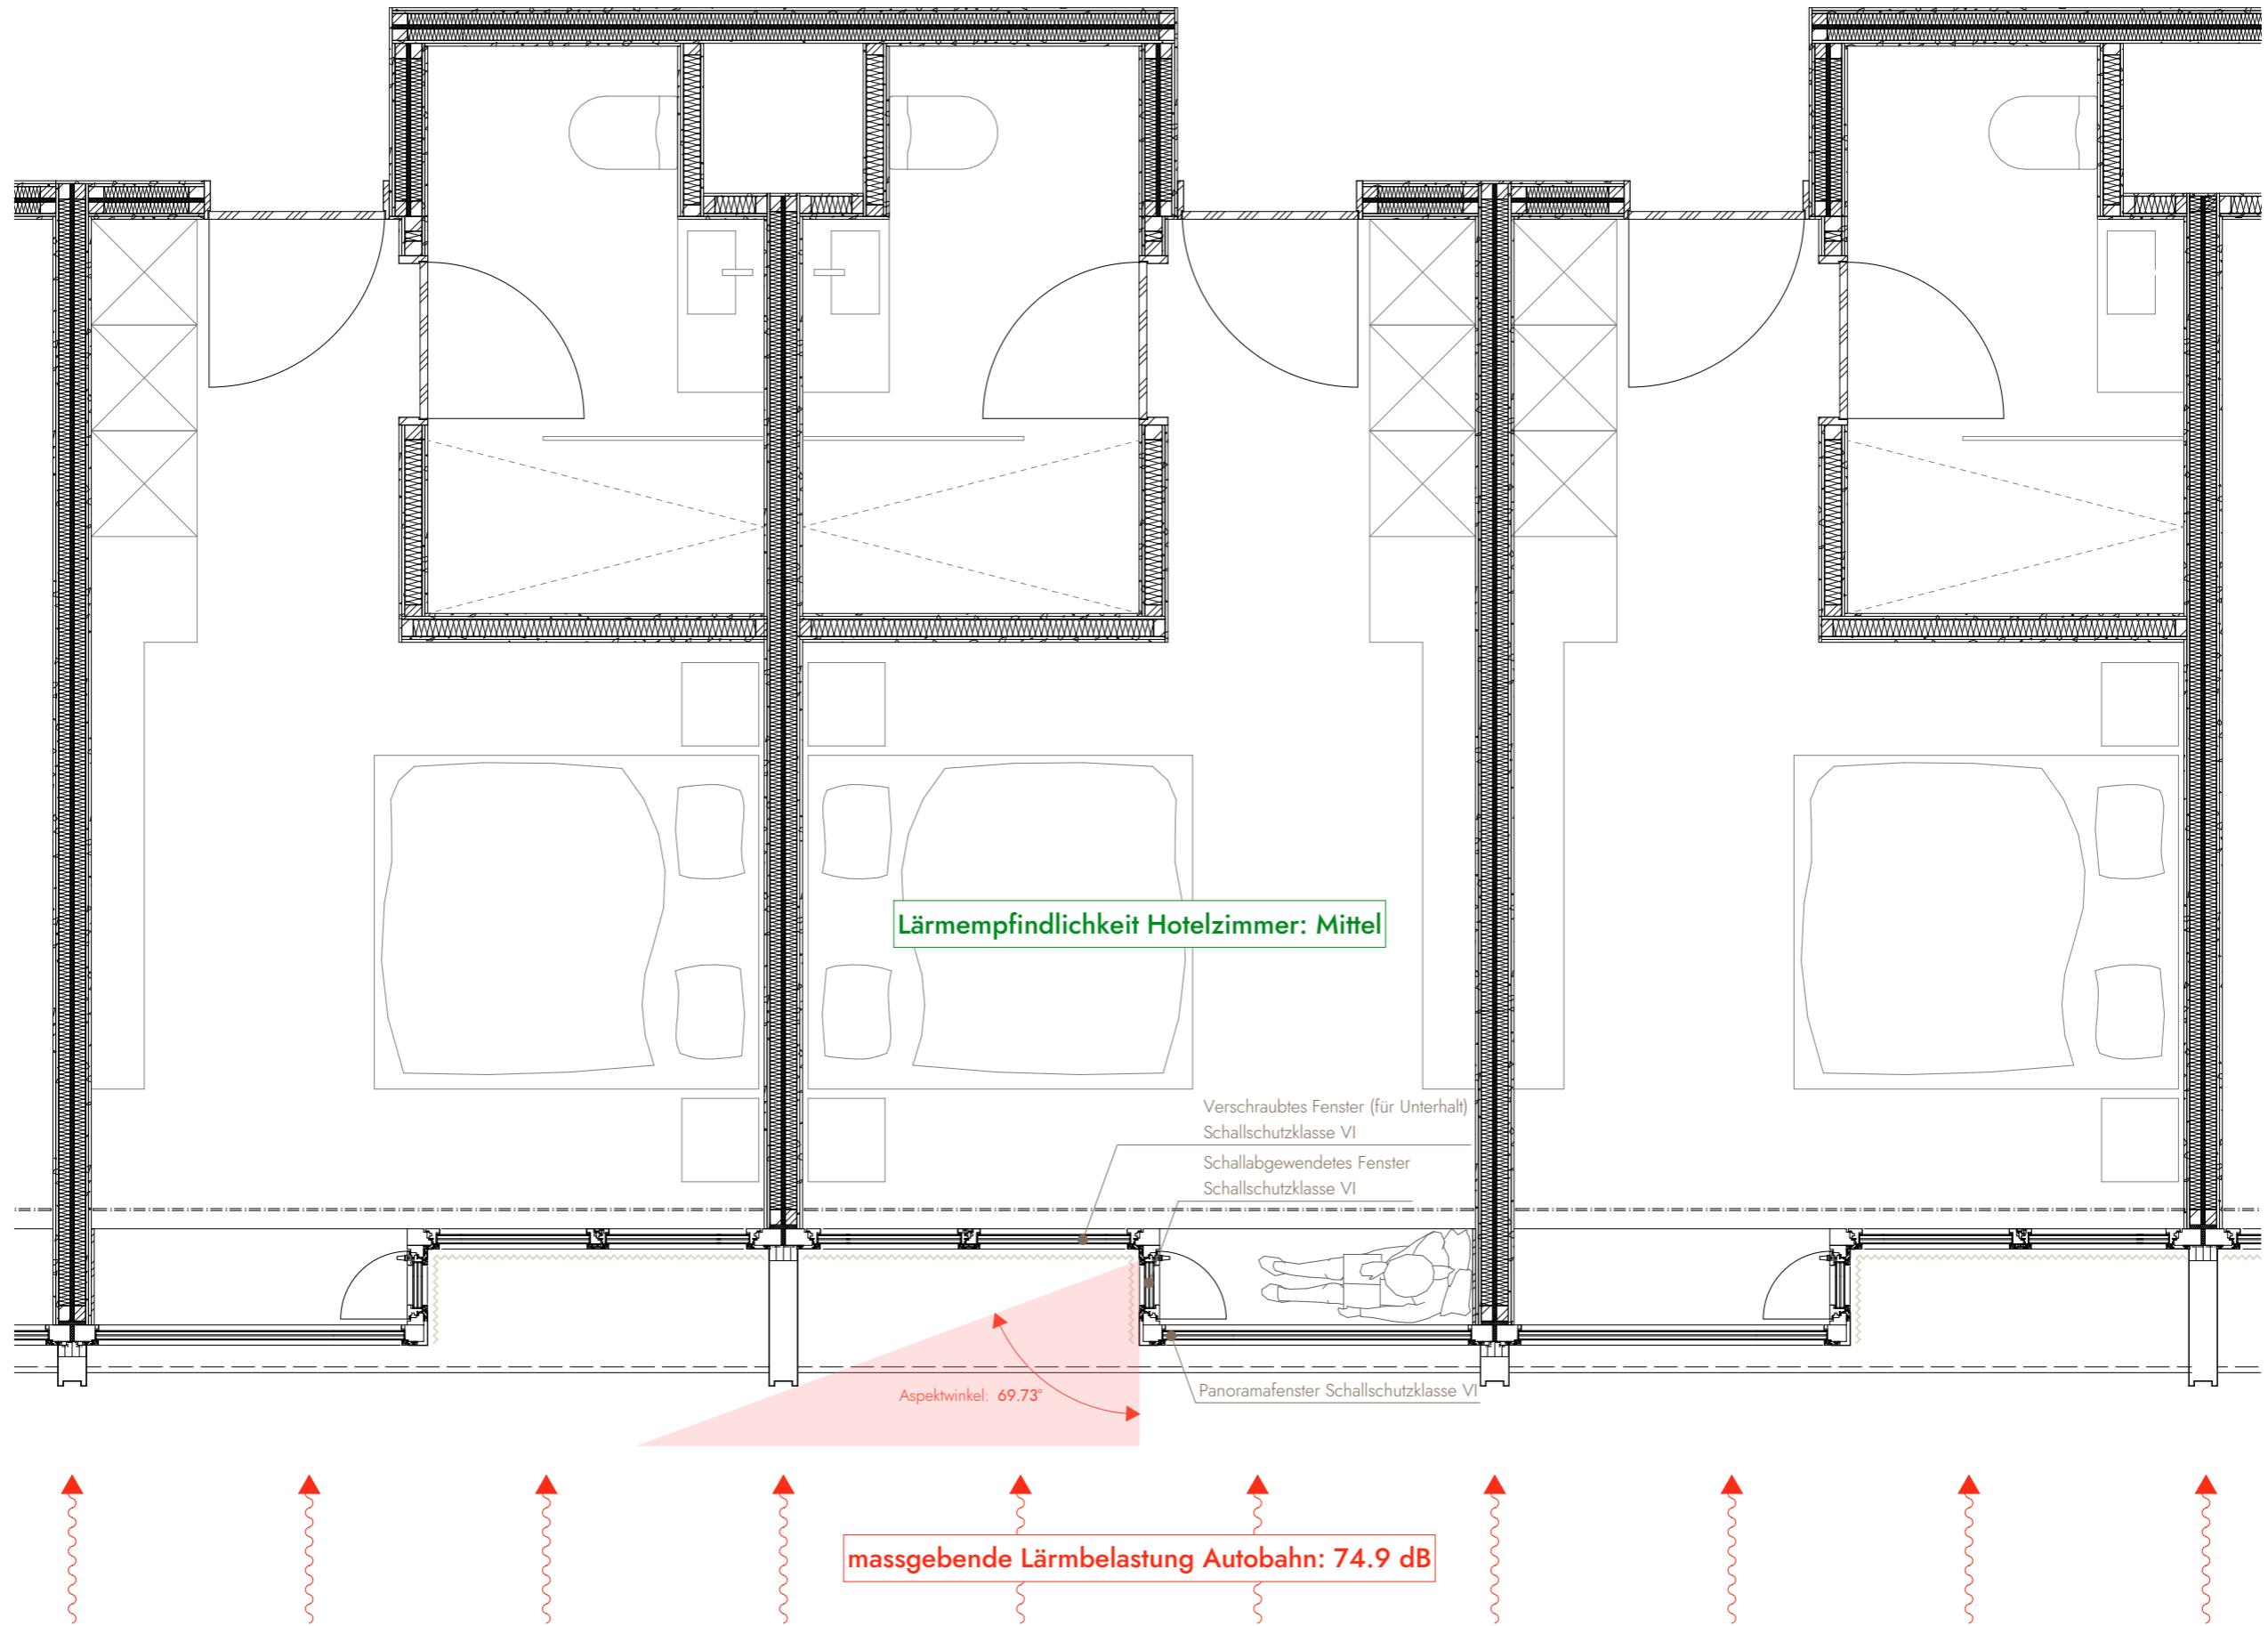 Lärmempfindlichkeit Hotelzimmer: Mittel
Verschraubtes Fenster (für Unterhalt)
Schallschutzklasse VI
Schallabgewendetes Fenster
Schallschutzklasse VI
Aspektwinkel: 69.73°
Panoramafenster Schallschutzklasse VI
massgebende Lärmbelastung Autobahn: 74.9 dB